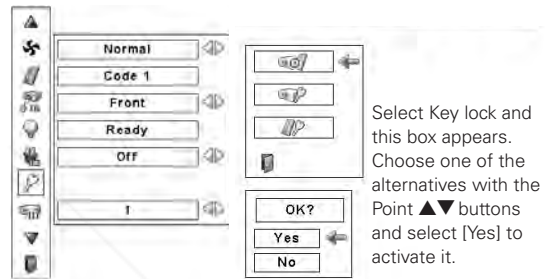 Normal
Code 1
Front
Ready
Off
1
OK?
Yes
No
Select Key lock and
this box appears.
Choose one of the
alternatives with the
Point ▲▼ buttons
and select [Yes] to
activate it.